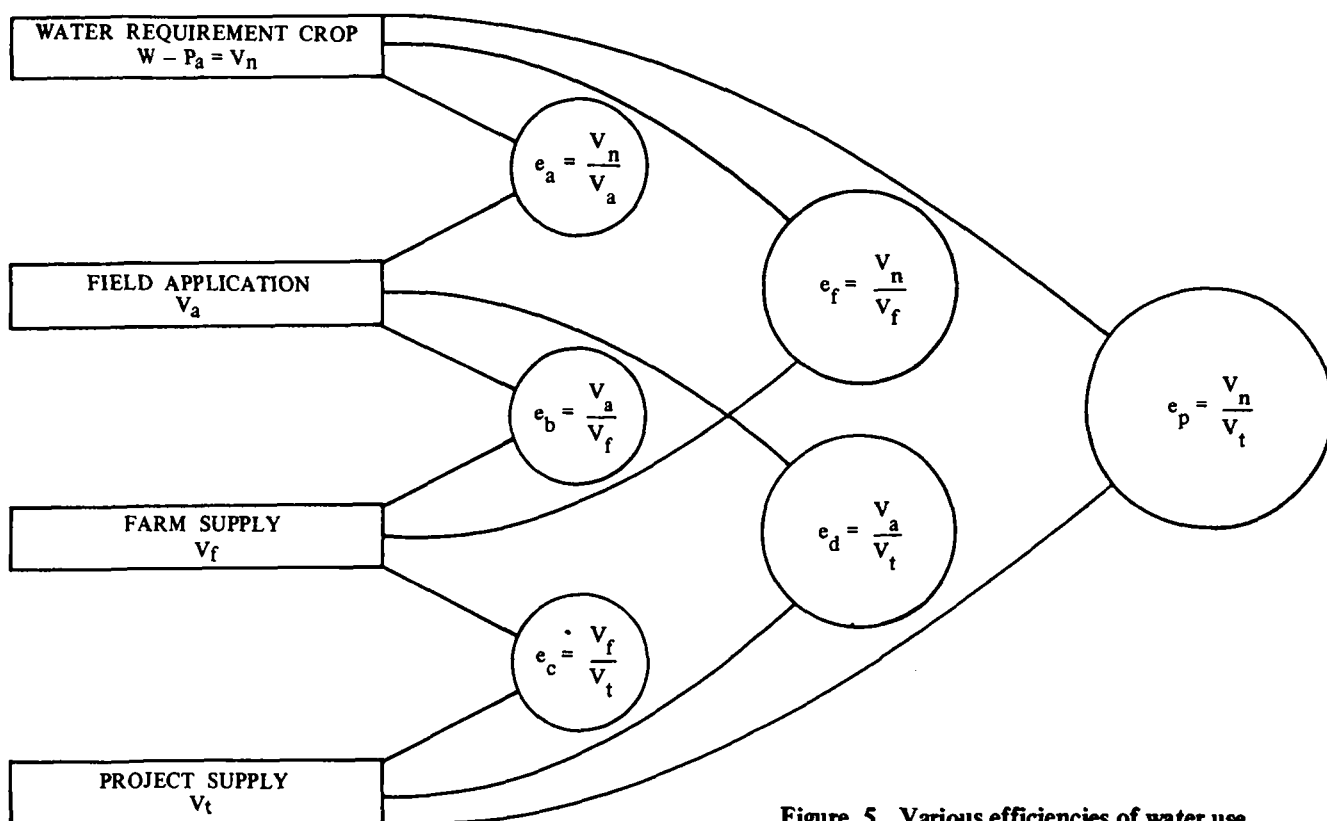 WATER REQUIREMENT CROP
W – Pa = Vn
ea = Vn / Va
FIELD APPLICATION
Va
ef = Vn / Vf
eb = Va / Vf
ep = Vn / Vt
FARM SUPPLY
Vf
ed = Va / Vt
ec = Vf / Vt
PROJECT SUPPLY
Vt
Figure 5. Various efficiencies of water use